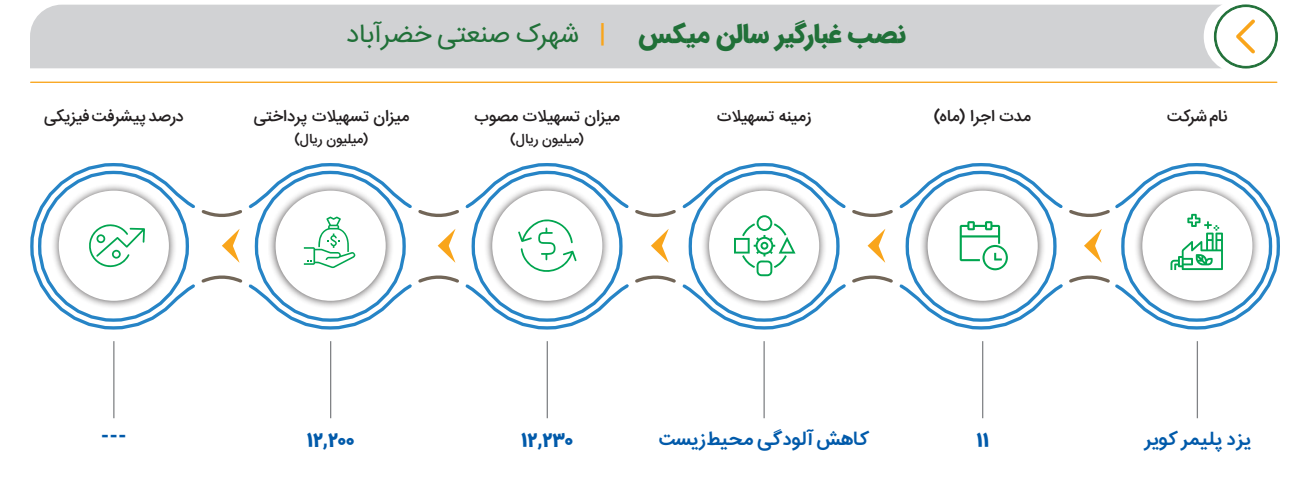 نصب غبارگیر سالن میکس | شهرک صنعتی خضرآباد
نام شرکت
مدت اجرا (ماه)
زمینه تسهیلات
میزان تسهیلات مصوب
(میلیون ریال)
میزان تسهیلات پرداختی
(میلیون ریال)
درصد پیشرفت فیزیکی
یزد پلیمر کویر
۱۱
کاهش آلودگی محیط‌زیست
۱۲,۲۳۰
۱۲,۲۰۰
---